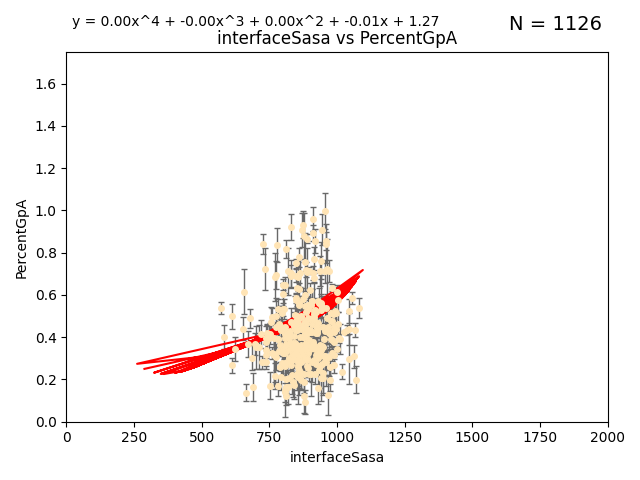 y = 0.00x^4 + -0.00x^3 + 0.00x^2 + -0.01x + 1.27
N = 1126
interfaceSasa vs PercentGpA
PercentGpA
1.6
1.4
1.2
1.0
0.8
0.6
0.4
0.2
0.0
0 250 500 750 1000 1250 1500 1750 2000
interfaceSasa